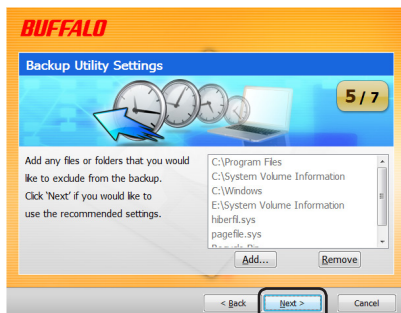 BUFFALO
Backup Utility Settings
5 / 7
Add any files or folders that you would
like to exclude from the backup.
Click 'Next' if you would like to
use the recommended settings.
C:\Program Files
C:\System Volume Information
C:\Windows
E:\System Volume Information
hiberfil.sys
pagefile.sys
Add...
Remove
< Back
Next >
Cancel